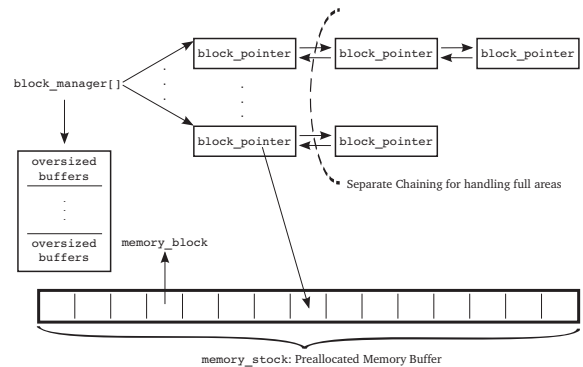 block_pointer
block_pointer
block_pointer
block_manager[]
block_pointer
block_pointer
Separate Chaining for handling full areas
oversized
buffers
oversized
buffers
memory_block
memory_stock: Preallocated Memory Buffer